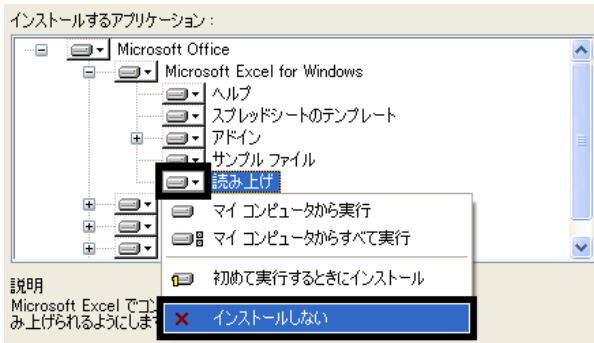 インストールするアプリケーション:
Microsoft Office
Microsoft Excel for Windows
ヘルプ
スプレッドシートのテンプレート
アドイン
サンプル ファイル
読み上げ
マイ コンピュータから実行
マイ コンピュータからすべて実行
初めて実行するときにインストール
インストールしない
説明
Microsoft Excel でコン
み上げられるようにしま